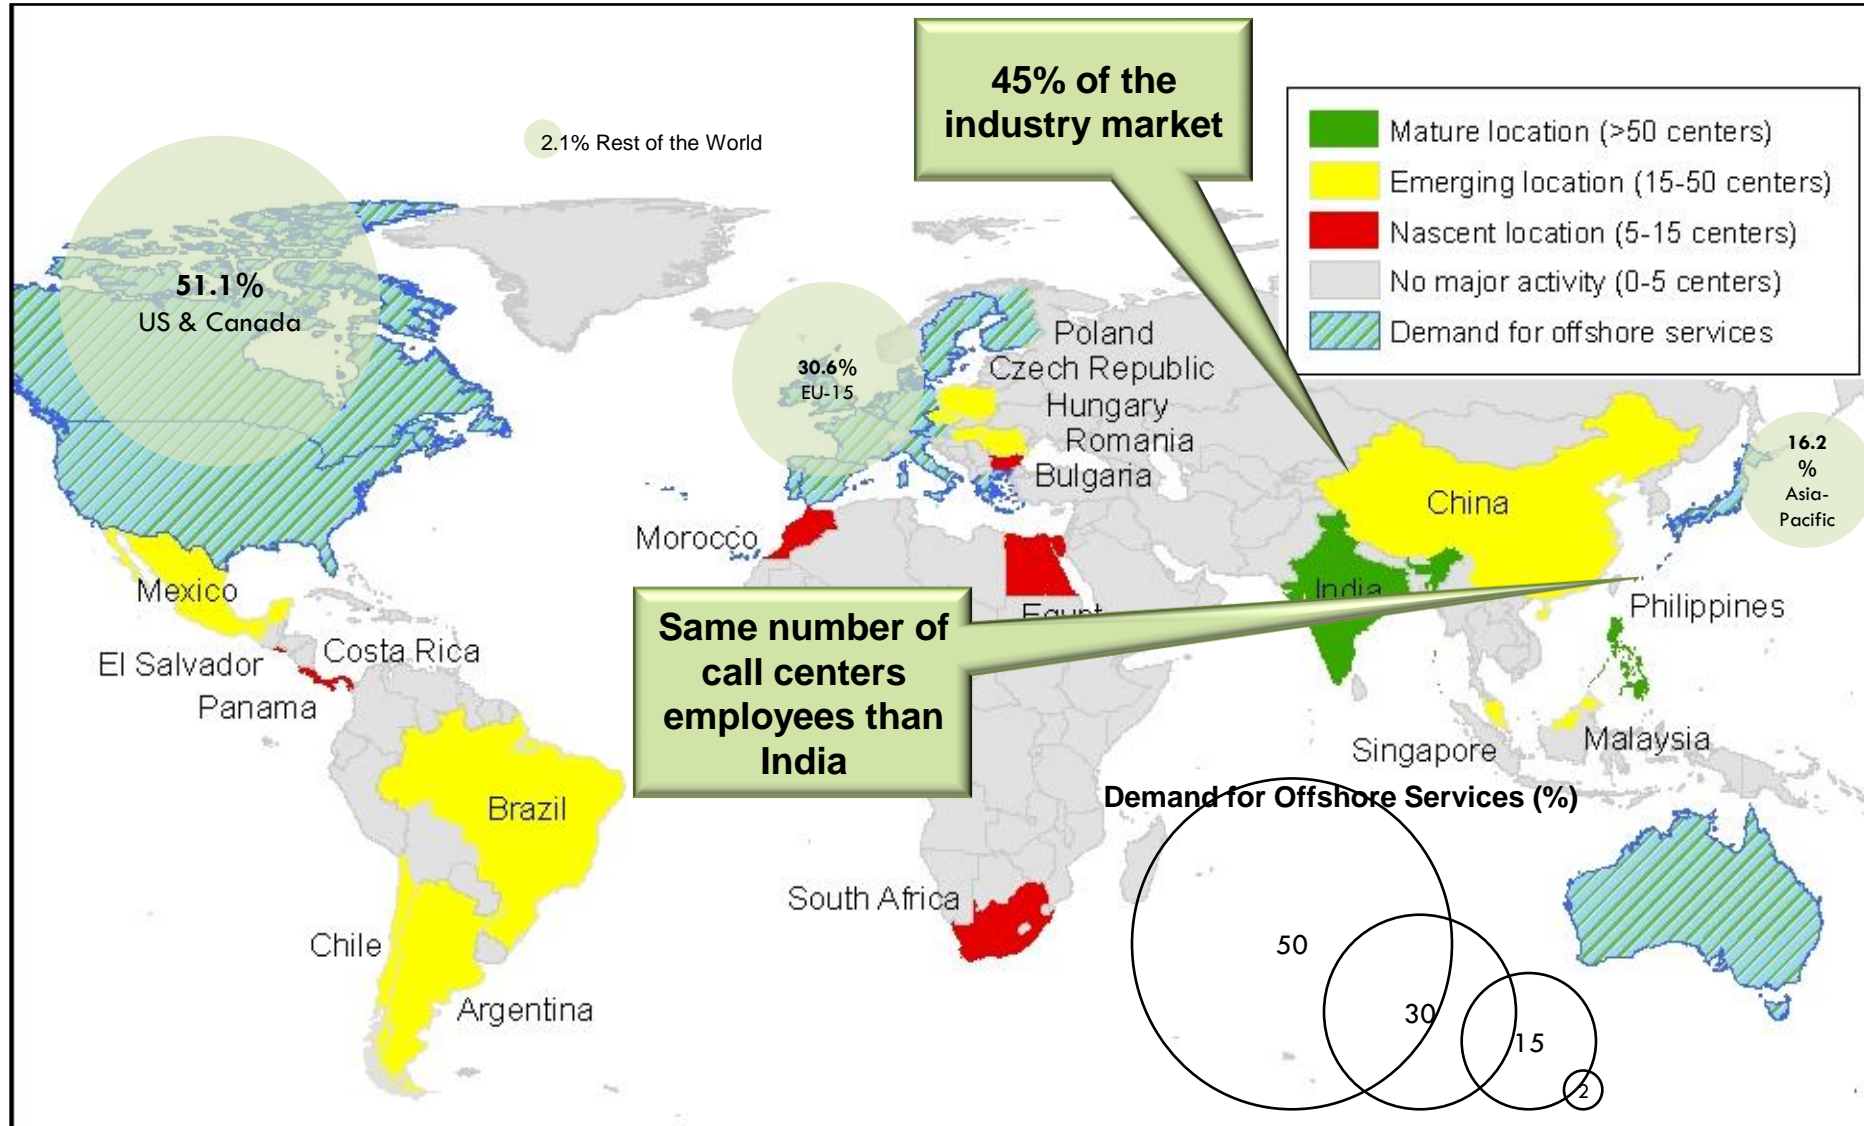 45% of the
industry market
2.1% Rest of the World
Mature location (>50 centers)
Emerging location (15-50 centers)
Nascent location (5-15 centers)
No major activity (0-5 centers)
Demand for offshore services
51.1%
US & Canada
30.6%
EU-15
Poland
Czech Republic
Hungary
Romania
Bulgaria
16.2
%
Asia-
Pacific
China
Morocco
Mexico
India
Egypt
Philippines
Same number of
call centers
employees than
India
Costa Rica
El Salvador
Panama
Singapore
Malaysia
Demand for Offshore Services (%)
Brazil
South Africa
Chile
Argentina
50
30
15
2